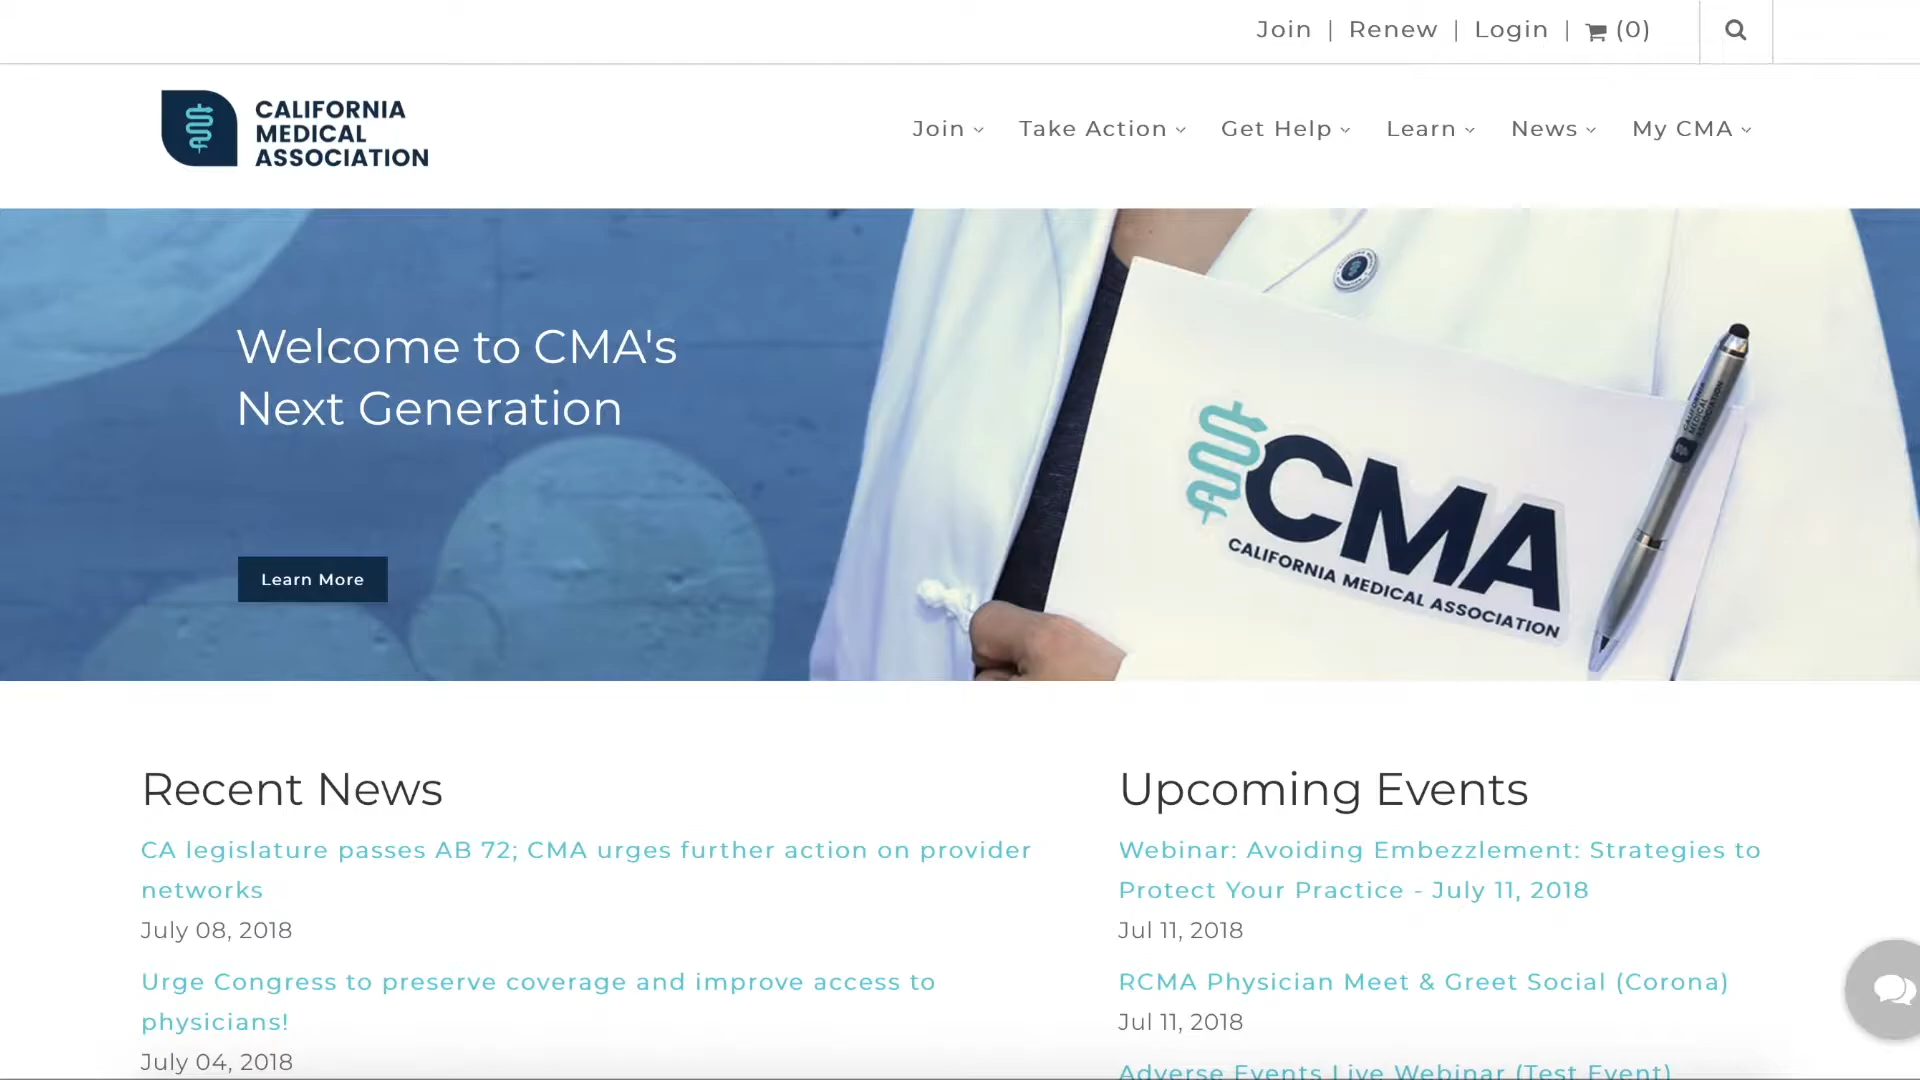 Join | Renew | Login | (0)
CALIFORNIA
MEDICAL
ASSOCIATION
Join Take Action Get Help Learn News My CMA
Welcome to CMA's
Next Generation
Learn More
CMA
CALIFORNIA MEDICAL ASSOCIATION
CALIFORNIA
MEDICAL
ASSOCIATION
Recent News
CA legislature passes AB 72; CMA urges further action on provider
networks
July 08, 2018
Urge Congress to preserve coverage and improve access to
physicians!
July 04, 2018
Upcoming Events
Webinar: Avoiding Embezzlement: Strategies to
Protect Your Practice - July 11, 2018
Jul 11, 2018
RCMA Physician Meet & Greet Social (Corona)
Jul 11, 2018
Adverse Events Live Webinar (Test Event)